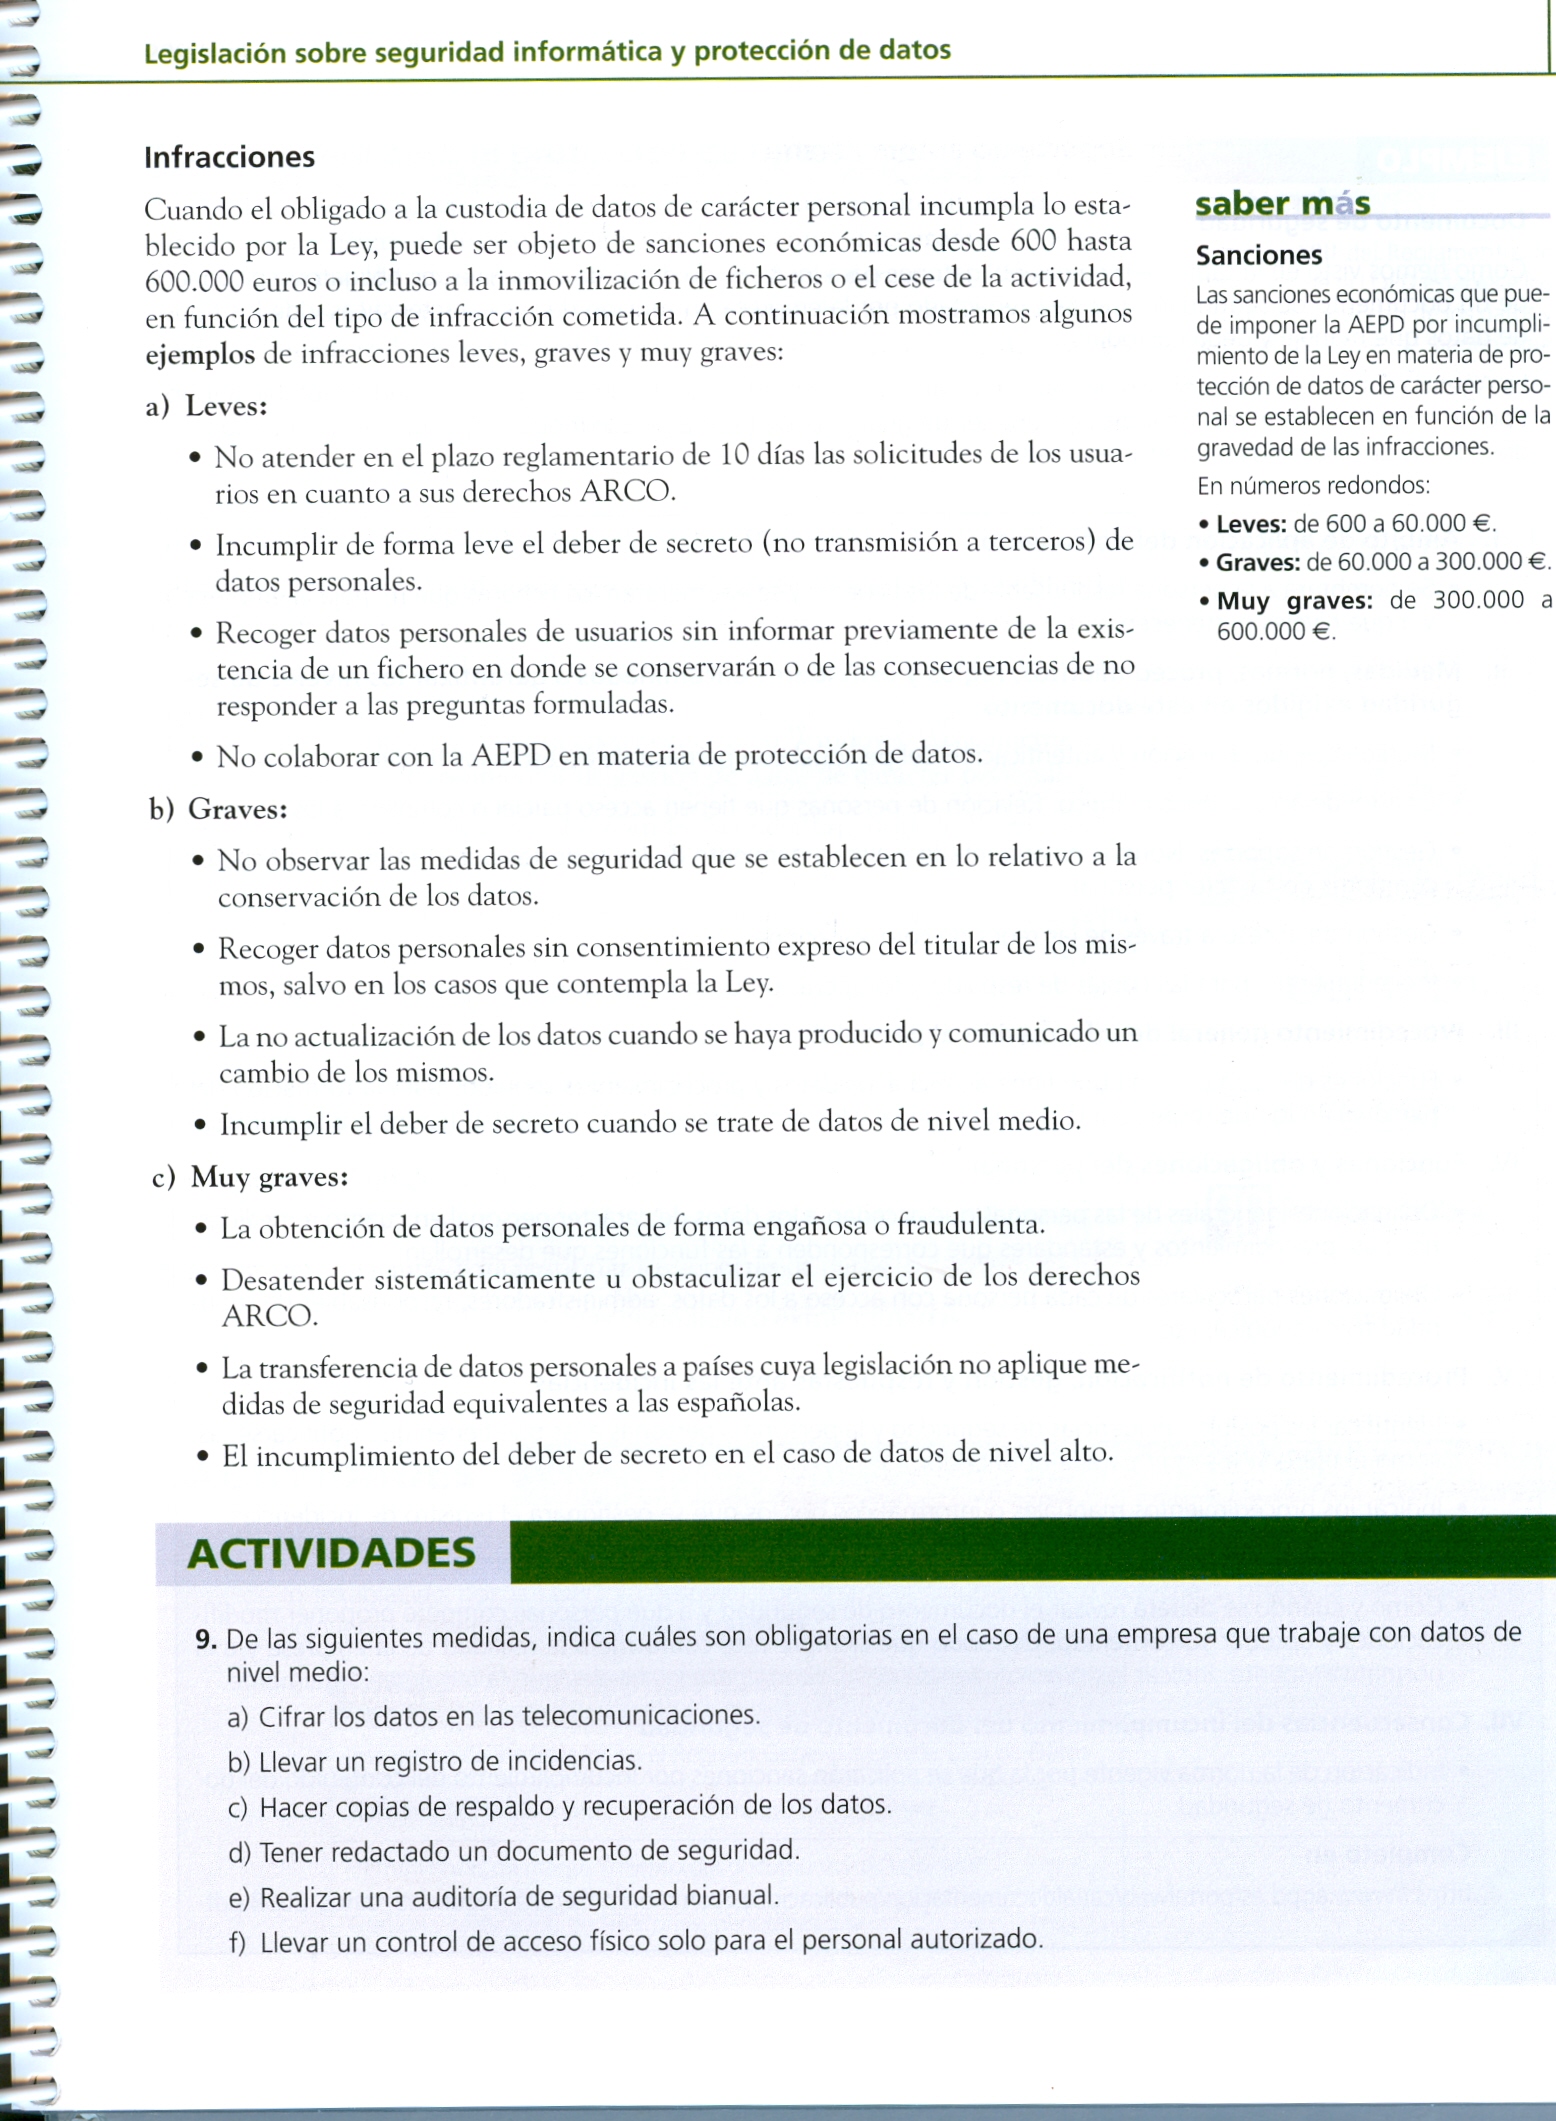 Legislación sobre seguridad informática y protección de datos
Infracciones
Cuando el obligado a la custodia de datos de carácter personal incumpla lo esta-
blecido por la Ley, puede ser objeto de sanciones económicas desde 600 hasta
600.000 euros o incluso a la inmovilización de ficheros o el cese de la actividad,
en función del tipo de infracción cometida. A continuación mostramos algunos
ejemplos de infracciones leves, graves y muy graves:
a) Leves:
• No atender en el plazo reglamentario de 10 días las solicitudes de los usua-
rios en cuanto a sus derechos ARCO.
• Incumplir de forma leve el deber de secreto (no transmisión a terceros) de
datos personales.
• Recoger datos personales de usuarios sin informar previamente de la exis-
tencia de un fichero en donde se conservarán o de las consecuencias de no
responder a las preguntas formuladas.
• No colaborar con la AEPD en materia de protección de datos.
b) Graves:
• No observar las medidas de seguridad que se establecen en lo relativo a la
conservación de los datos.
• Recoger datos personales sin consentimiento expreso del titular de los mis-
mos, salvo en los casos que contempla la Ley.
• La no actualización de los datos cuando se haya producido y comunicado un
cambio de los mismos.
• Incumplir el deber de secreto cuando se trate de datos de nivel medio.
c) Muy graves:
• La obtención de datos personales de forma engañosa o fraudulenta.
• Desatender sistemáticamente u obstaculizar el ejercicio de los derechos
ARCO.
• La transferencia de datos personales a países cuya legislación no aplique me-
didas de seguridad equivalentes a las españolas.
• El incumplimiento del deber de secreto en el caso de datos de nivel alto.
saber más
Sanciones
Las sanciones económicas que pue-
de imponer la AEPD por incumpli-
miento de la Ley en materia de pro-
tección de datos de carácter perso-
nal se establecen en función de la
gravedad de las infracciones.
En números redondos:
• Leves: de 600 a 60.000 €.
• Graves: de 60.000 a 300.000 €.
• Muy graves: de 300.000 a
600.000 €.
ACTIVIDADES
9. De las siguientes medidas, indica cuáles son obligatorias en el caso de una empresa que trabaje con datos de
nivel medio:
a) Cifrar los datos en las telecomunicaciones.
b) Llevar un registro de incidencias.
c) Hacer copias de respaldo y recuperación de los datos.
d) Tener redactado un documento de seguridad.
e) Realizar una auditoría de seguridad bianual.
f) Llevar un control de acceso físico solo para el personal autorizado.